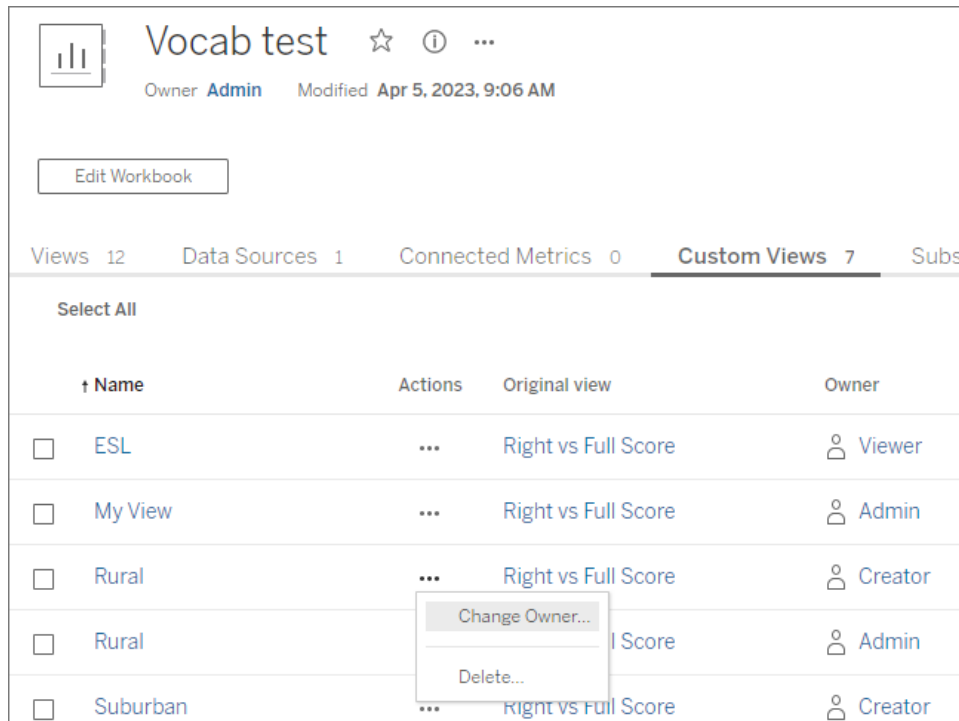 Vocab test
Owner Admin Modified Apr 5, 2023, 9:06 AM
Edit Workbook
Views 12 Data Sources 1 Connected Metrics 0 Custom Views 7 Subs
Select All
↑ Name Actions Original view Owner
ESL ••• Right vs Full Score Viewer
My View ••• Right vs Full Score Admin
Rural ••• Right vs Full Score Creator
Change Owner...
Rural l Score Admin
Delete...
Suburban ••• Right vs Full Score Creator